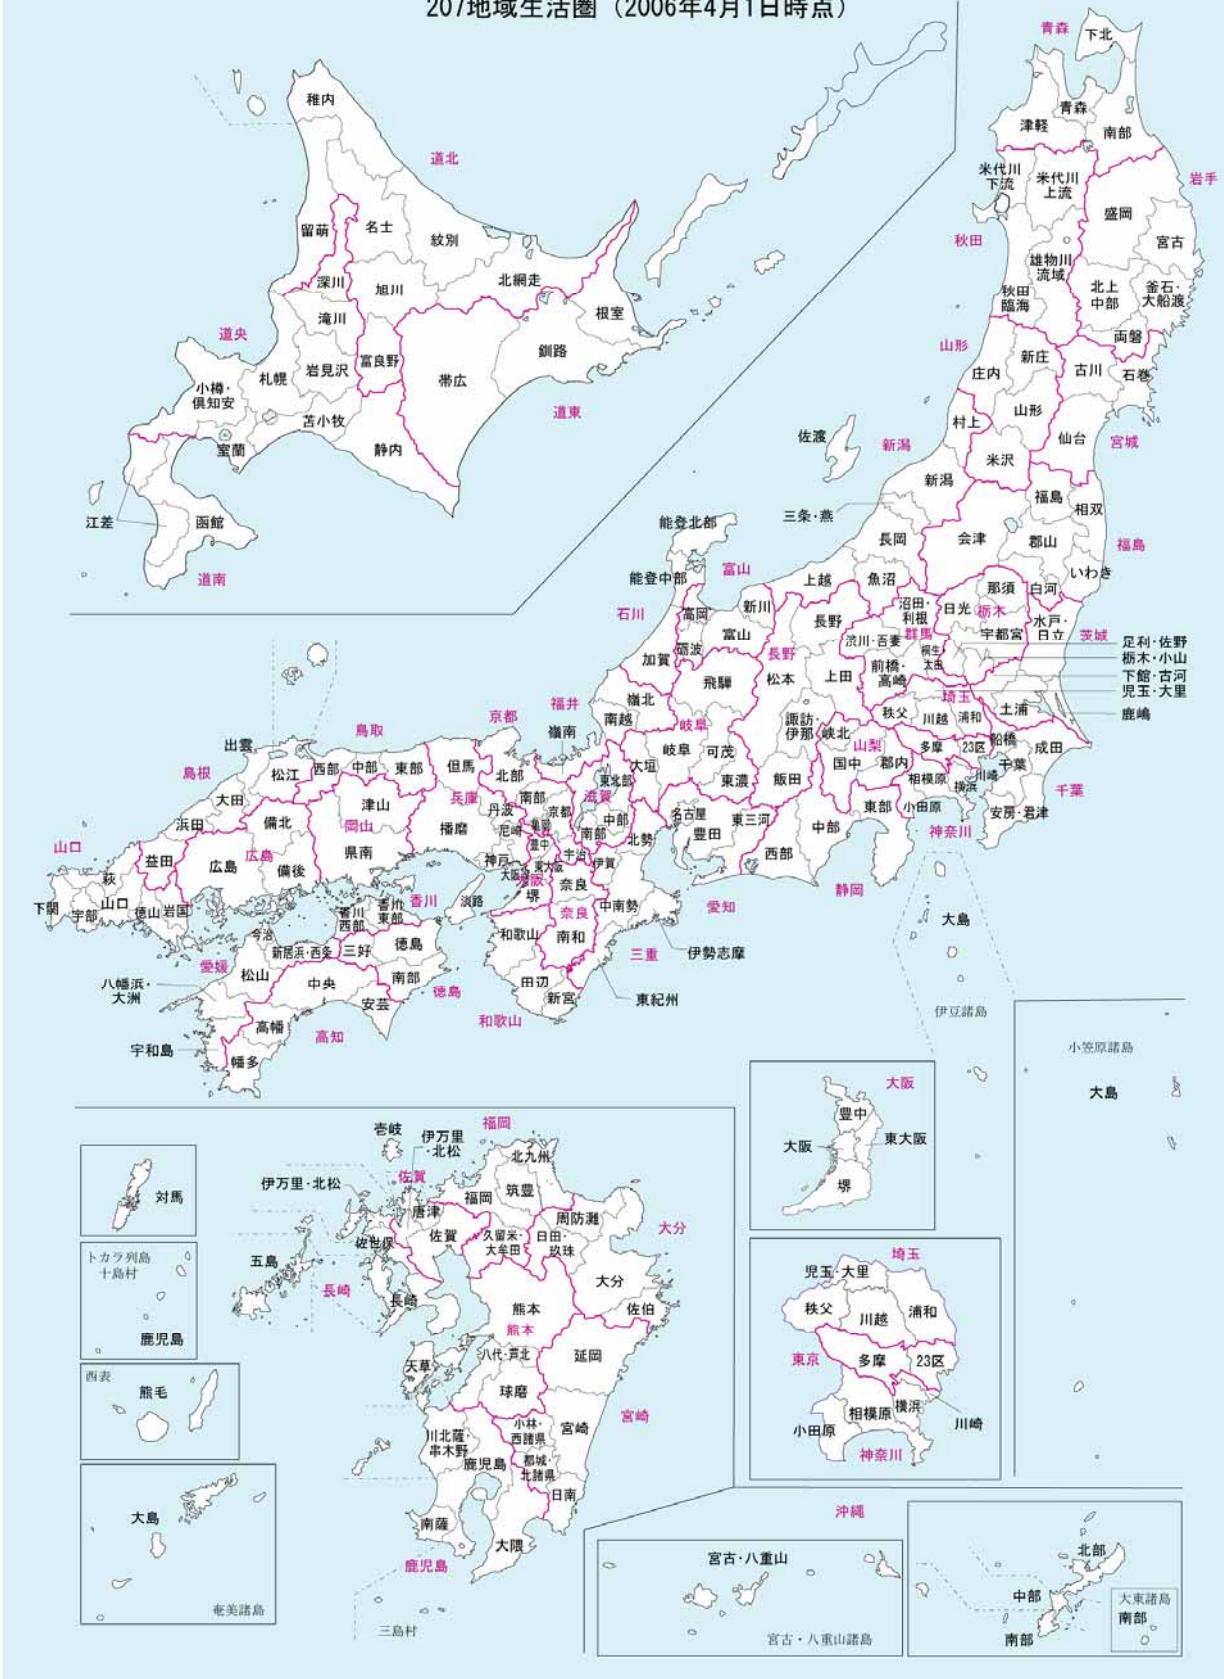 207地域生活圏（2006年4月1日時点）
稚内
道北
留萌
名士
紋別
深川
旭川
北網走
滝川
根室
道央
富良野
釧路
岩見沢
札幌
帯広
小樽・
倶知安
苫小牧
道東
室蘭
静内
江差
函館
道南
青森
下北
青森
津軽
南部
米代川
下流
米代川
上流
岩手
盛岡
秋田
宮古
雄物川
流域
秋田
臨海
北上
中部
釜石・
大船渡
両磐
山形
新庄
古川
石巻
庄内
山形
村上
仙台
宮城
佐渡
新潟
米沢
新潟
福島
相双
三条・燕
長岡
会津
郡山
福島
いわき
能登北部
能登中部
富山
上越
魚沼
那須
白河
石川
高岡
新川
沼田・
利根
日光
栃木
水戸・
日立
茨城
長野
富山
砺波
渋川・吾妻
群馬
宇都宮
足利・佐野
栃木・小山
下館・古河
児玉・大里
鹿嶋
加賀
長野
桐生・
太田
飛騨
松本
上田
前橋・
高崎
埼玉
福井
嶺北
秩父
川越
浦和
土浦
京都
嶺南
南越
岐阜
諏訪・
伊那
峡北
鳥取
岐阜
可茂
山梨
多摩
23区
船橋
成田
出雲
島根
松江
西部
中部
東部
但馬
北部
大垣
東濃
飯田
国中
郡内
相模原
横浜
川崎
千葉
千葉
東北部
滋賀
大田
津山
兵庫
丹波
南部
京都
中部
名古屋
豊田
東三河
中部
東部
小田原
安房・君津
神奈川
浜田
備北
岡山
播磨
尼崎
亀岡
豊中
南部
北勢
西部
山口
益田
広島
広島
備後
県南
神戸
大阪
東大阪
宇治
伊賀
静岡
萩
大阪
堺
奈良
愛知
下関
宇部
山口
徳山
岩国
香川
西部
香川
東部
香川
淡路
奈良
中南勢
大島
今治
新居浜・西条
三好
徳島
和歌山
南和
三重
伊勢志摩
愛媛
松山
中央
南部
田辺
八幡浜・
大洲
安芸
徳島
新宮
東紀州
伊豆諸島
高幡
高知
和歌山
宇和島
幡多
小笠原諸島
大島
大阪
豊中
大阪
東大阪
堺
福岡
壱岐
伊万里
・北松
北九州
対馬
佐賀
伊万里・北松
福岡
筑豊
唐津
周防灘
大分
佐世保
佐賀
久留米・
大牟田
日田・
玖珠
トカラ列島
十島村
鹿児島
五島
長崎
大分
長崎
熊本
佐伯
熊本
天草
八代・芦北
延岡
西表
熊毛
球磨
宮崎
川北薩・
串木野
小林・
西諸県
宮崎
鹿児島
都城・
北諸県
日南
大島
南薩
大隈
鹿児島
奄美諸島
三島村
埼玉
児玉・大里
秩父
川越
浦和
東京
多摩
23区
相模原
横浜
川崎
小田原
神奈川
沖縄
宮古・八重山
宮古・八重山諸島
北部
中部
南部
大東諸島
南部